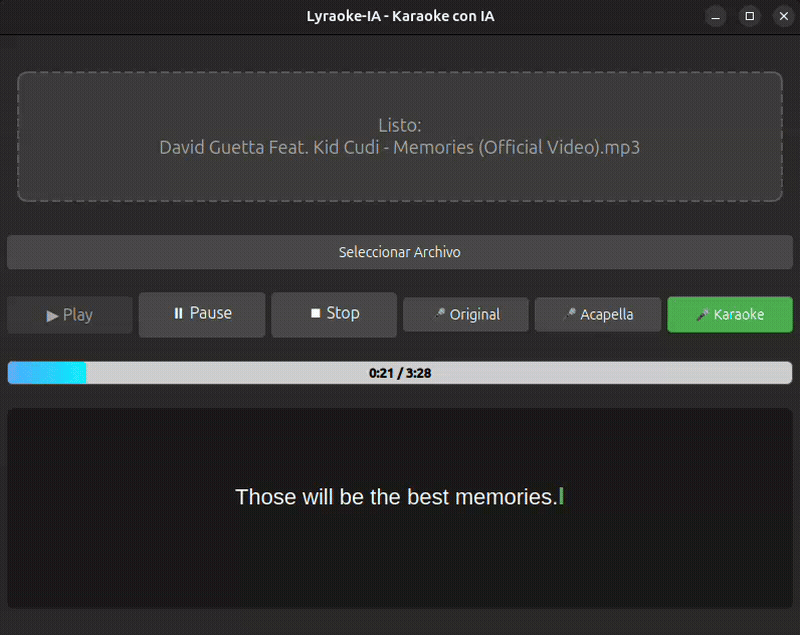 Lyraoke-IA - Karaoke con IA
Listo:
David Guetta Feat. Kid Cudi - Memories (Official Video).mp3
Seleccionar Archivo
▶ Play
⏸ Pause
⏹ Stop
🎤 Original
🎤 Acapella
🎤 Karaoke
0:21 / 3:28
Those will be the best memories.